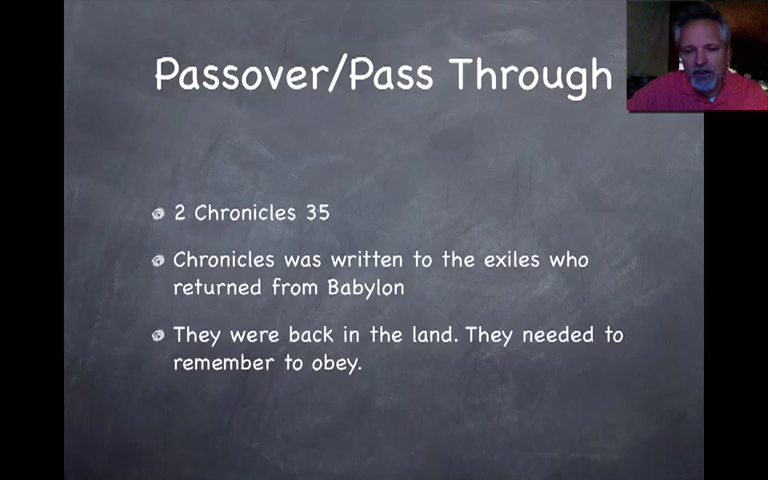 Passover/Pass Through
2 Chronicles 35
Chronicles was written to the exiles who
returned from Babylon
They were back in the land. They needed to
remember to obey.